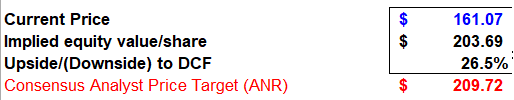 Current Price $ 161.07
Implied equity value/share $ 203.69
Upside/(Downside) to DCF 26.5%
Consensus Analyst Price Target (ANR) $ 209.72